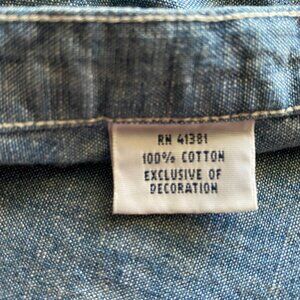 RN 41381
100% COTTON
EXCLUSIVE OF
DECORATION